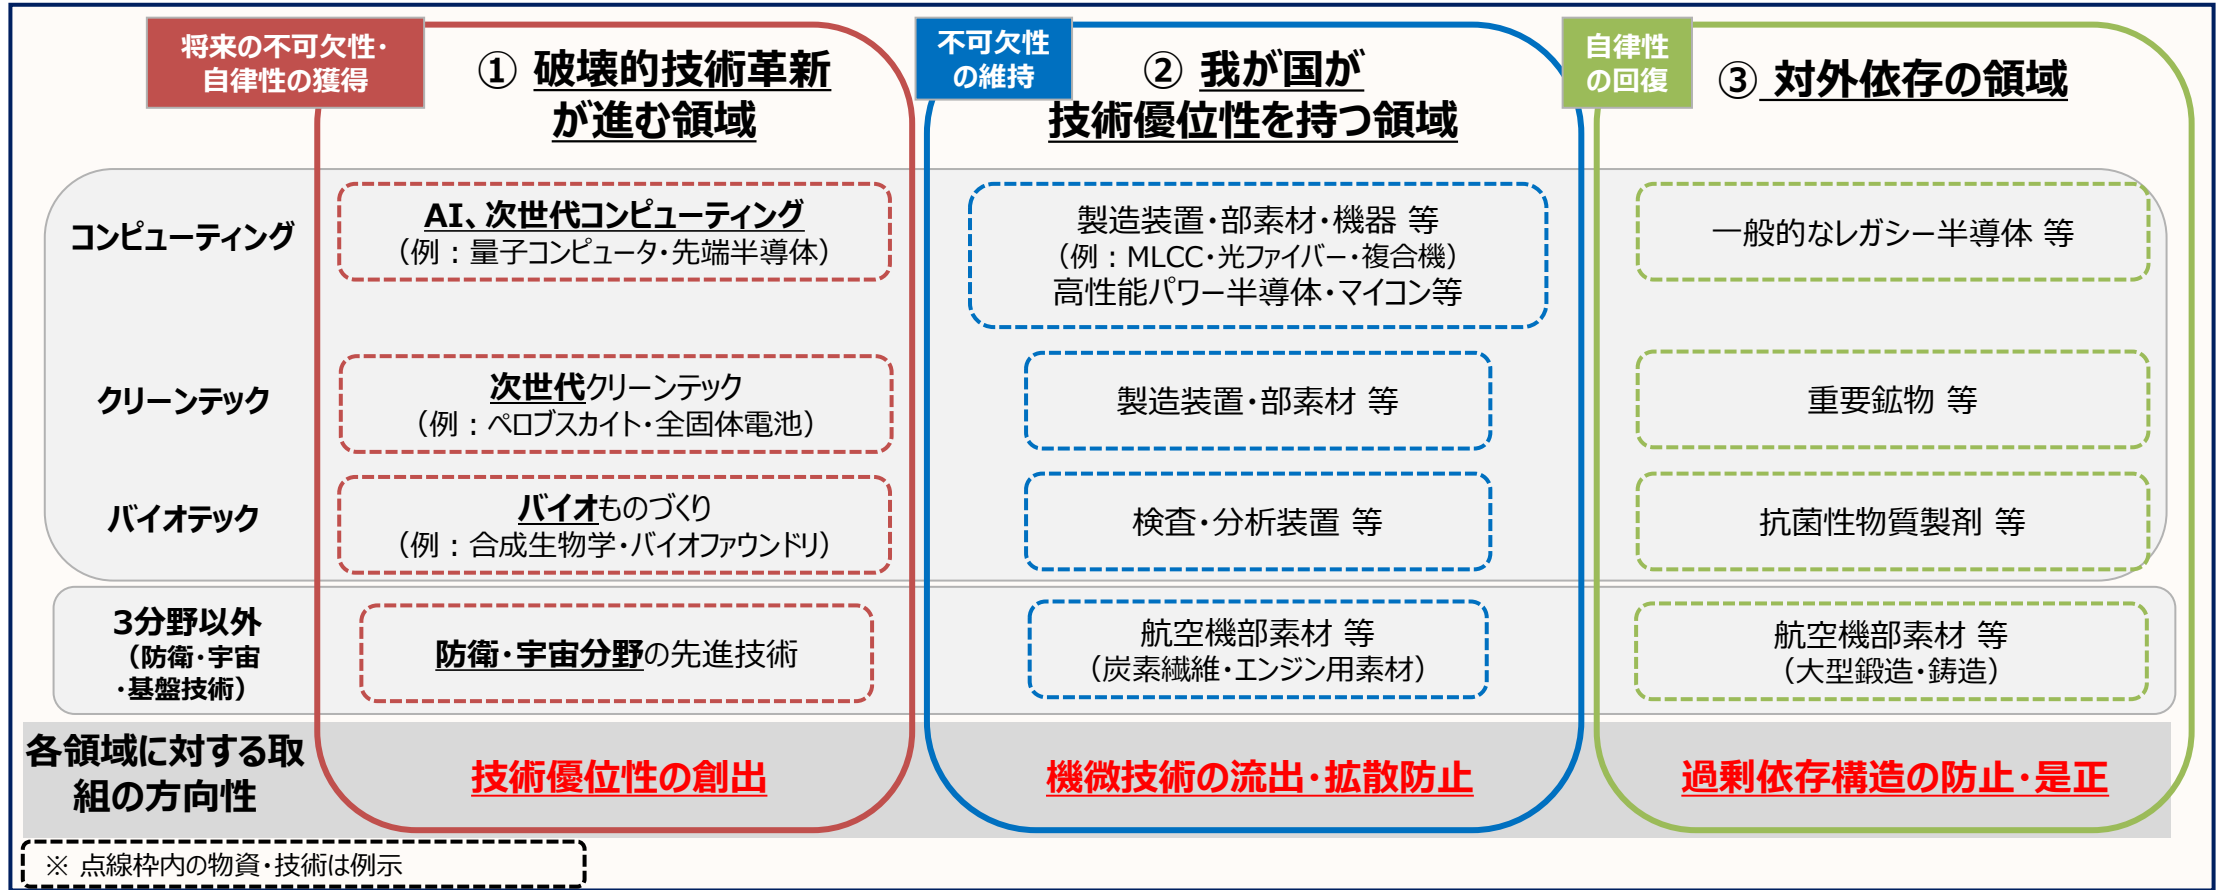 将来の不可欠性・
自律性の獲得
① 破壊的技術革新
が進む領域
不可欠性
の維持
② 我が国が
技術優位性を持つ領域
自律性
の回復
③ 対外依存の領域
コンピューティング
AI、次世代コンピューティング
（例：量子コンピュータ・先端半導体）
製造装置・部素材・機器 等
（例：MLCC・光ファイバー・複合機）
高性能パワー半導体・マイコン等
一般的なレガシー半導体 等
クリーンテック
次世代クリーンテック
（例：ペロブスカイト・全固体電池）
製造装置・部素材 等
重要鉱物 等
バイオテック
バイオものづくり
（例：合成生物学・バイオファウンドリ）
検査・分析装置 等
抗菌性物質製剤 等
3分野以外
（防衛・宇宙
・基盤技術）
防衛・宇宙分野の先進技術
航空機部素材 等
（炭素繊維・エンジン用素材）
航空機部素材 等
（大型鍛造・鋳造）
各領域に対する取
組の方向性
技術優位性の創出
機微技術の流出・拡散防止
過剰依存構造の防止・是正
※ 点線枠内の物資・技術は例示